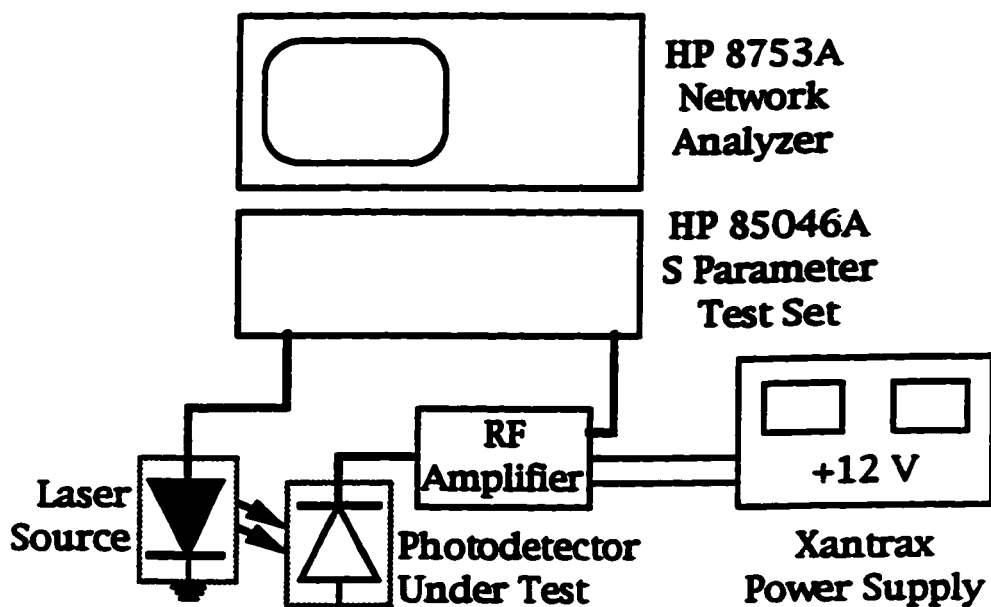 HP 8753A
Network
Analyzer
HP 85046A
S Parameter
Test Set
RF
Amplifier
+12 V
Laser
Source
Photodetector
Under Test
Xantrax
Power Supply